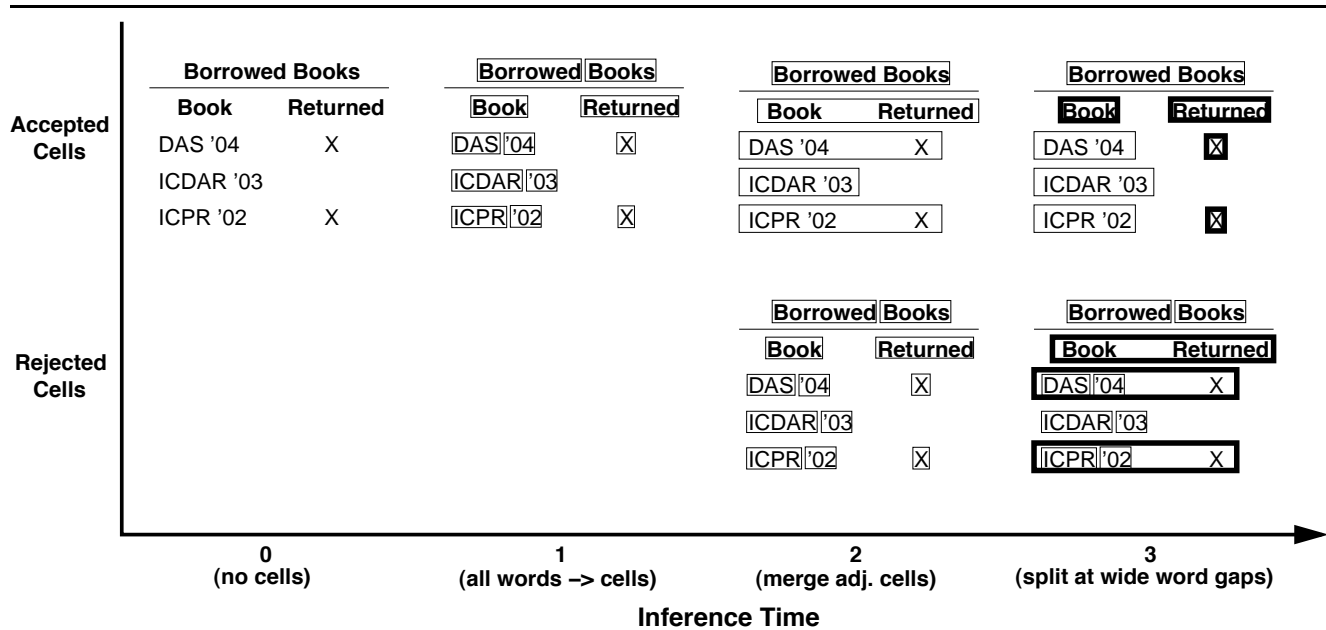 Borrowed Books Borrowed Books Borrowed Books Borrowed Books
Book Returned Book Returned Book Returned Book Returned
Accepted
Cells
DAS '04 X DAS '04 X DAS '04 X DAS '04 X
ICDAR '03 ICDAR '03 ICDAR '03 ICDAR '03
ICPR '02 X ICPR '02 X ICPR '02 X ICPR '02 X
Borrowed Books Borrowed Books
Book Returned Book Returned
Rejected
Cells
DAS '04 X DAS '04 X
ICDAR '03 ICDAR '03
ICPR '02 X ICPR '02 X
0 1 2 3
(no cells) (all words –> cells) (merge adj. cells) (split at wide word gaps)
Inference Time